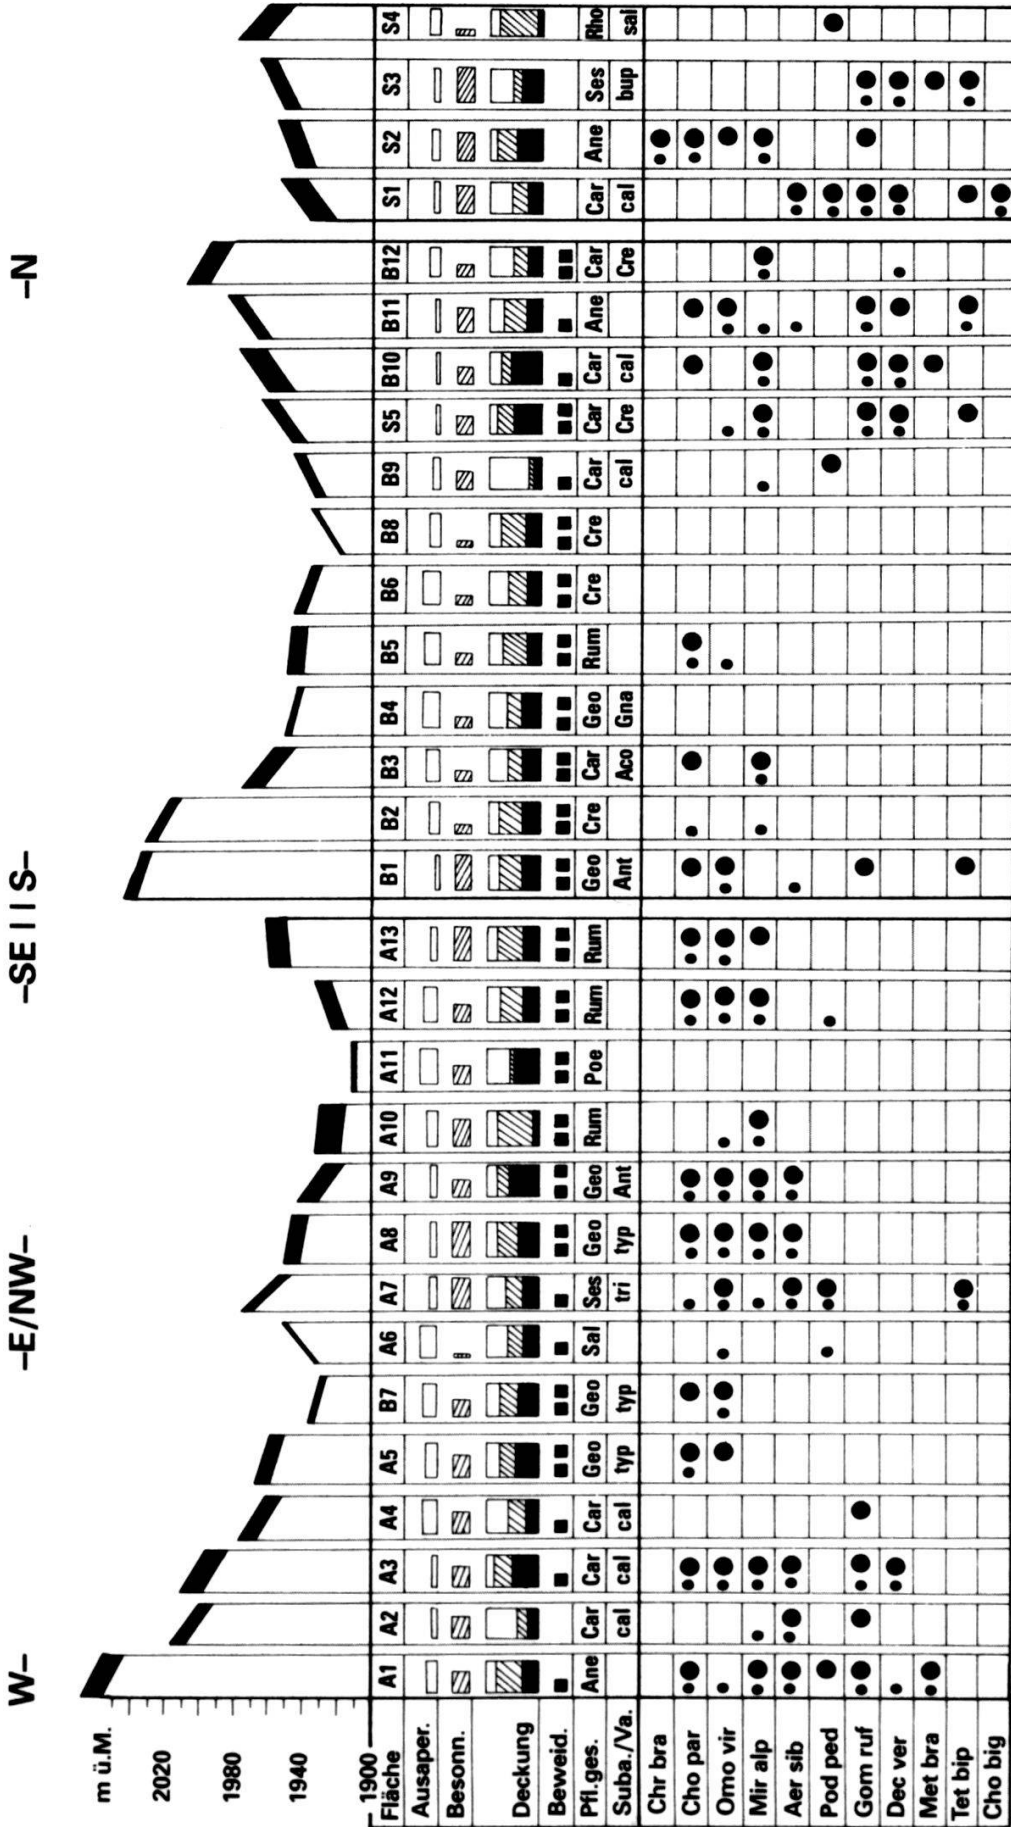 W– –E/NW– –SE I I S– –N
m ü.M.
2020
1980
1940
1900
Fläche A1 A2 A3 A4 A5 B7 A6 A7 A8 A9 A10 A11 A12 A13 B1 B2 B3 B4 B5 B6 B8 B9 S5 B10 B11 B12 S1 S2 S3 S4
Ausaper.
Besonn.
Deckung
Beweid.
Pfl.ges. Ane Car Car Car Geo Geo Sal Ses Geo Geo Rum Poe Rum Rum Geo Cre Car Geo Rum Cre Cre Car Car Car Ane Car Car Ane Ses Rho
Suba./Va. cal cal cal typ typ tri typ Ant Ant Aco Gna cal Cre cal Cre cal bup sal
Chr bra
Cho par
Omo vir
Mir alp
Aer sib
Pod ped
Gom ruf
Dec ver
Met bra
Tet bip
Cho big